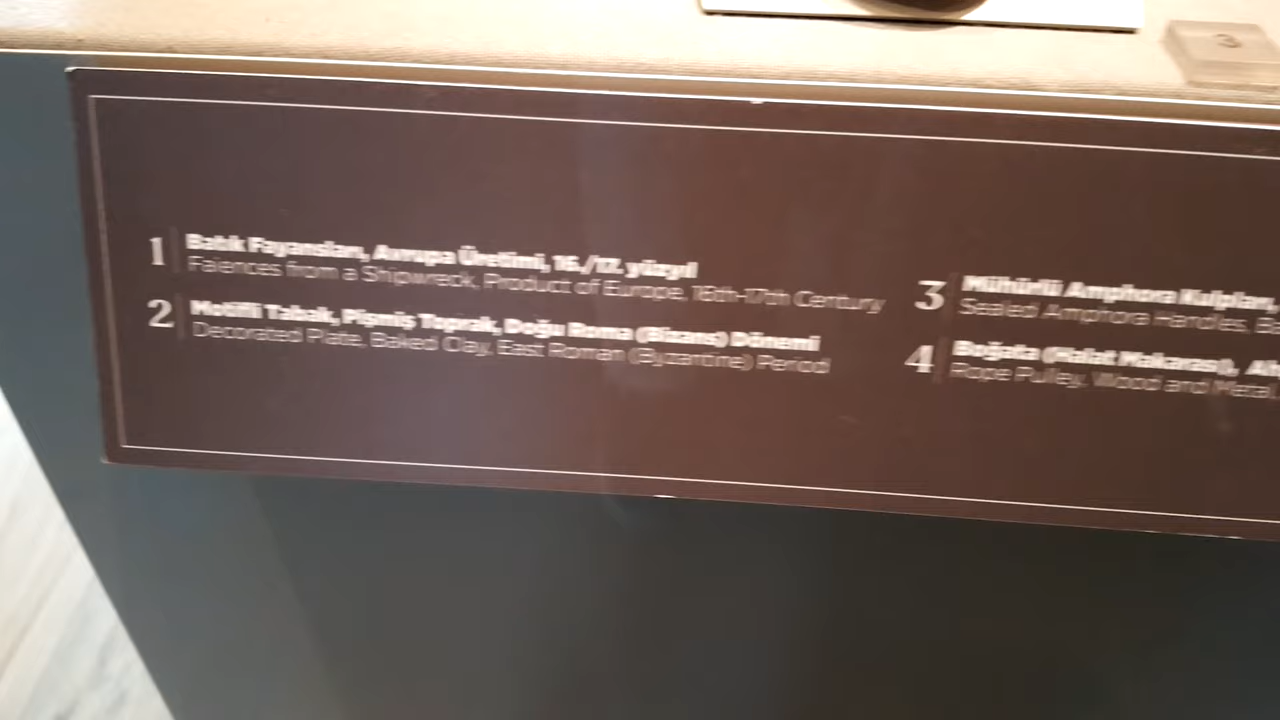 3
1 Batık Fayansları, Avrupa Üretimi, 16./17. yüzyıl
Faiences from a Shipwreck, Product of Europe, 16th-17th Century
2 Motifli Tabak, Pişmiş Toprak, Doğu Roma (Bizans) Dönemi
Decorated Plate, Baked Clay, East Roman (Byzantine) Period
3 Mühürlü Amphora Kulpları,
Sealed Amphora Handles,
4 Bogata (Halat Makarası),
Rope Pulley, Wood and Metal,